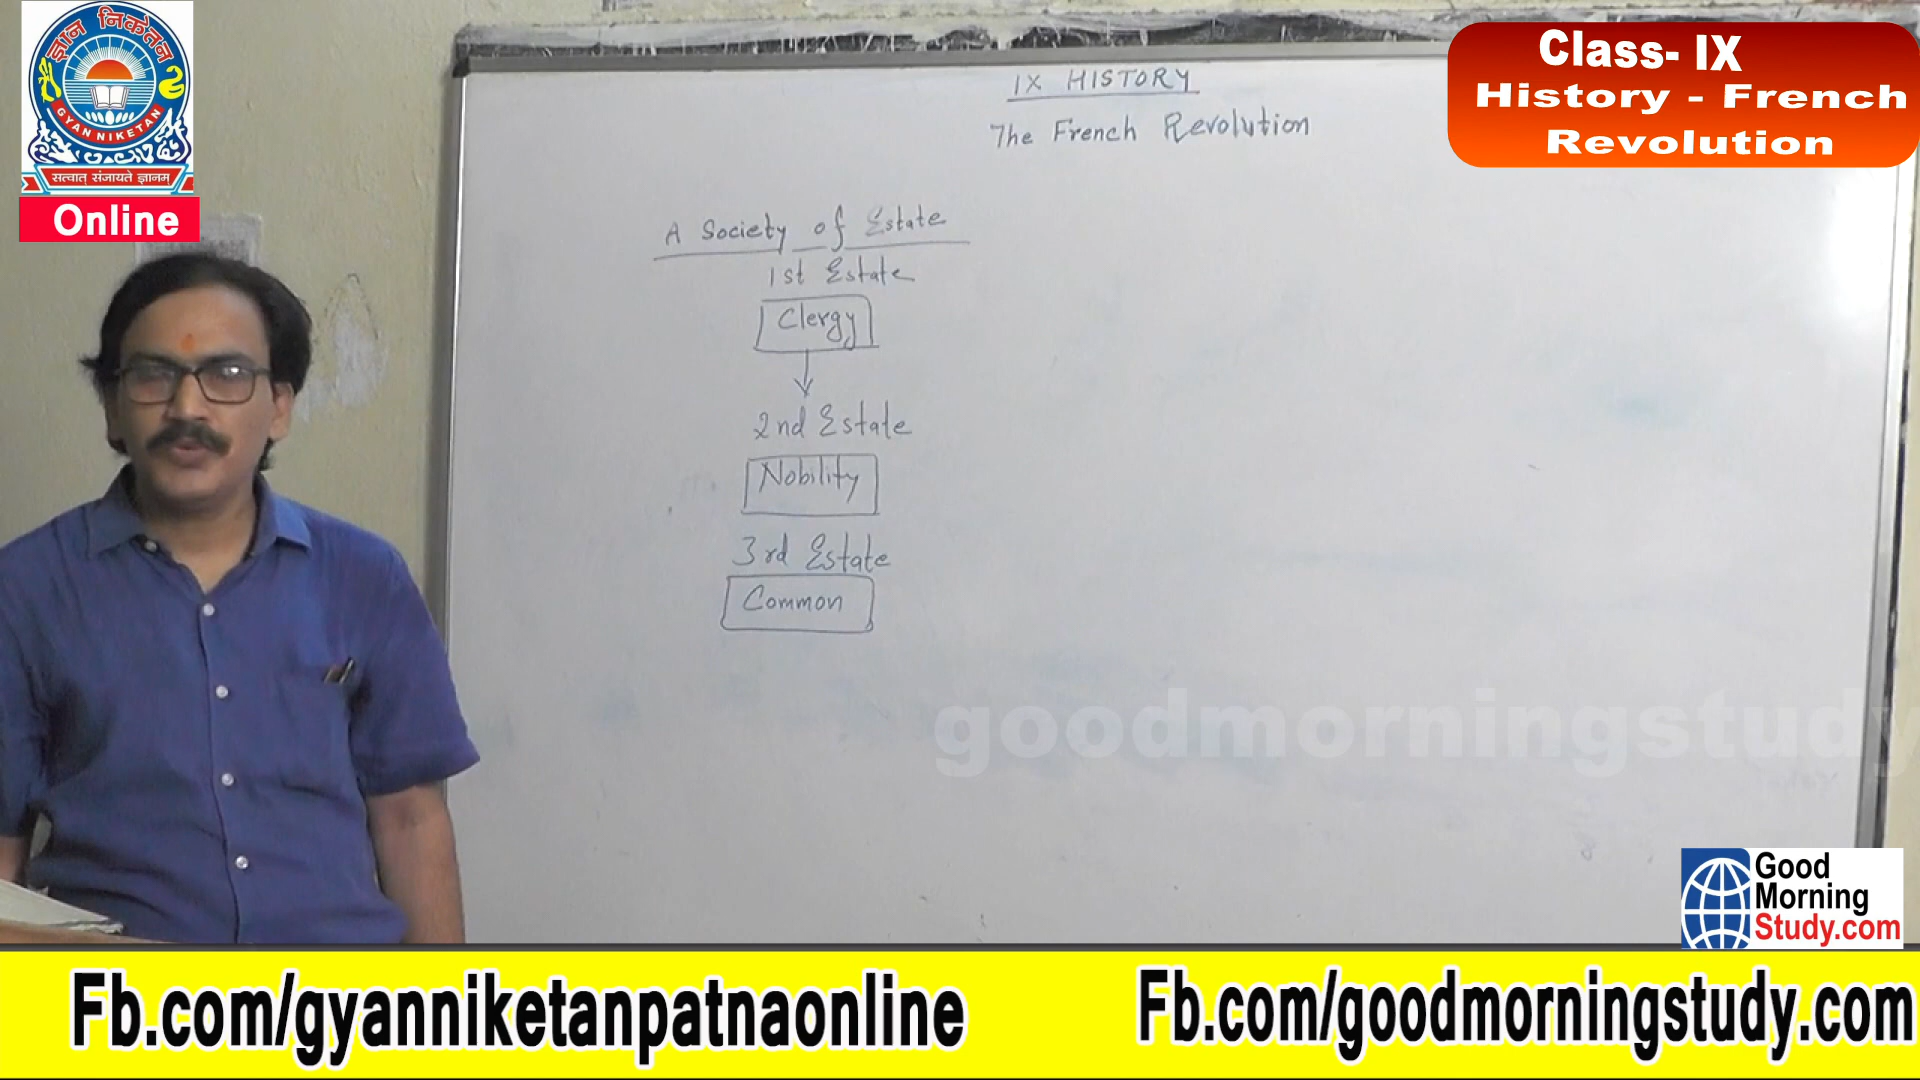 ज्ञान निकेतन
GYAN NIKETAN
सत्वात् संजायते ज्ञानम्
Online
Class- IX
History - French
Revolution
IX HISTORY
The French Revolution
A Society of Estate
1st Estate
Clergy
2nd Estate
Nobility
3rd Estate
Common
goodmorningstudy
Good
Morning
Study.com
Fb.com/gyanniketanpatnaonline
Fb.com/goodmorningstudy.com